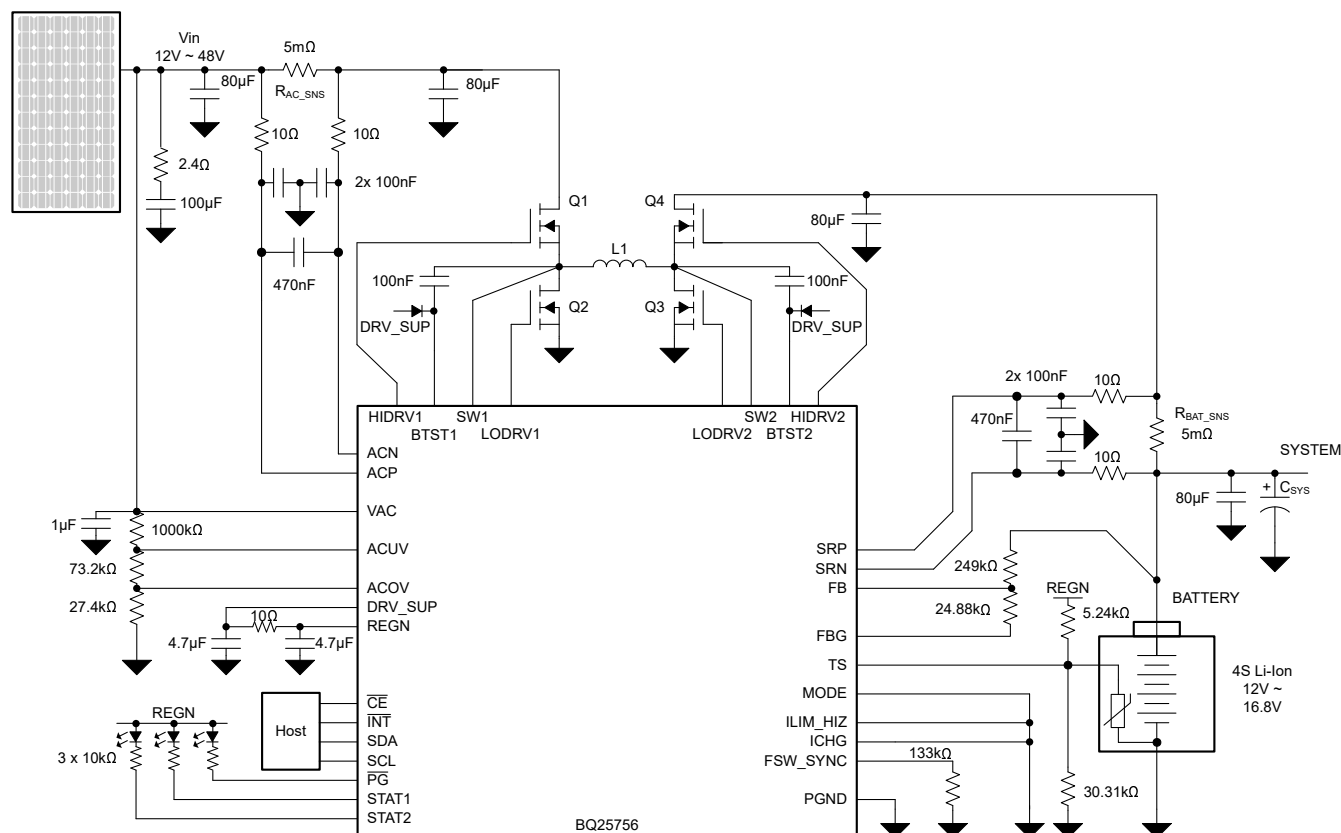 Vin
12V ~ 48V
5mΩ
R_AC_SNS
80µF
80µF
10Ω
10Ω
2.4Ω
100µF
2x 100nF
470nF
Q1
Q4
80µF
L1
100nF
100nF
Q2
Q3
DRV_SUP
DRV_SUP
HIDRV1
BTST1
SW1
LODRV1
LODRV2
SW2
BTST2
HIDRV2
2x 100nF
10Ω
470nF
R_BAT_SNS
5mΩ
10Ω
SYSTEM
80µF
+
C_SYS
ACN
ACP
VAC
1µF
1000kΩ
ACUV
73.2kΩ
ACOV
27.4kΩ
DRV_SUP
10Ω
REGN
4.7µF
4.7µF
SRP
SRN
249kΩ
FB
24.88kΩ
FBG
REGN
5.24kΩ
BATTERY
TS
4S Li-Ion
12V ~
16.8V
MODE
ILIM_HIZ
ICHG
FSW_SYNC
133kΩ
30.31kΩ
PGND
CE
INT
SDA
SCL
Host
REGN
3 x 10kΩ
PG
STAT1
STAT2
BQ25756